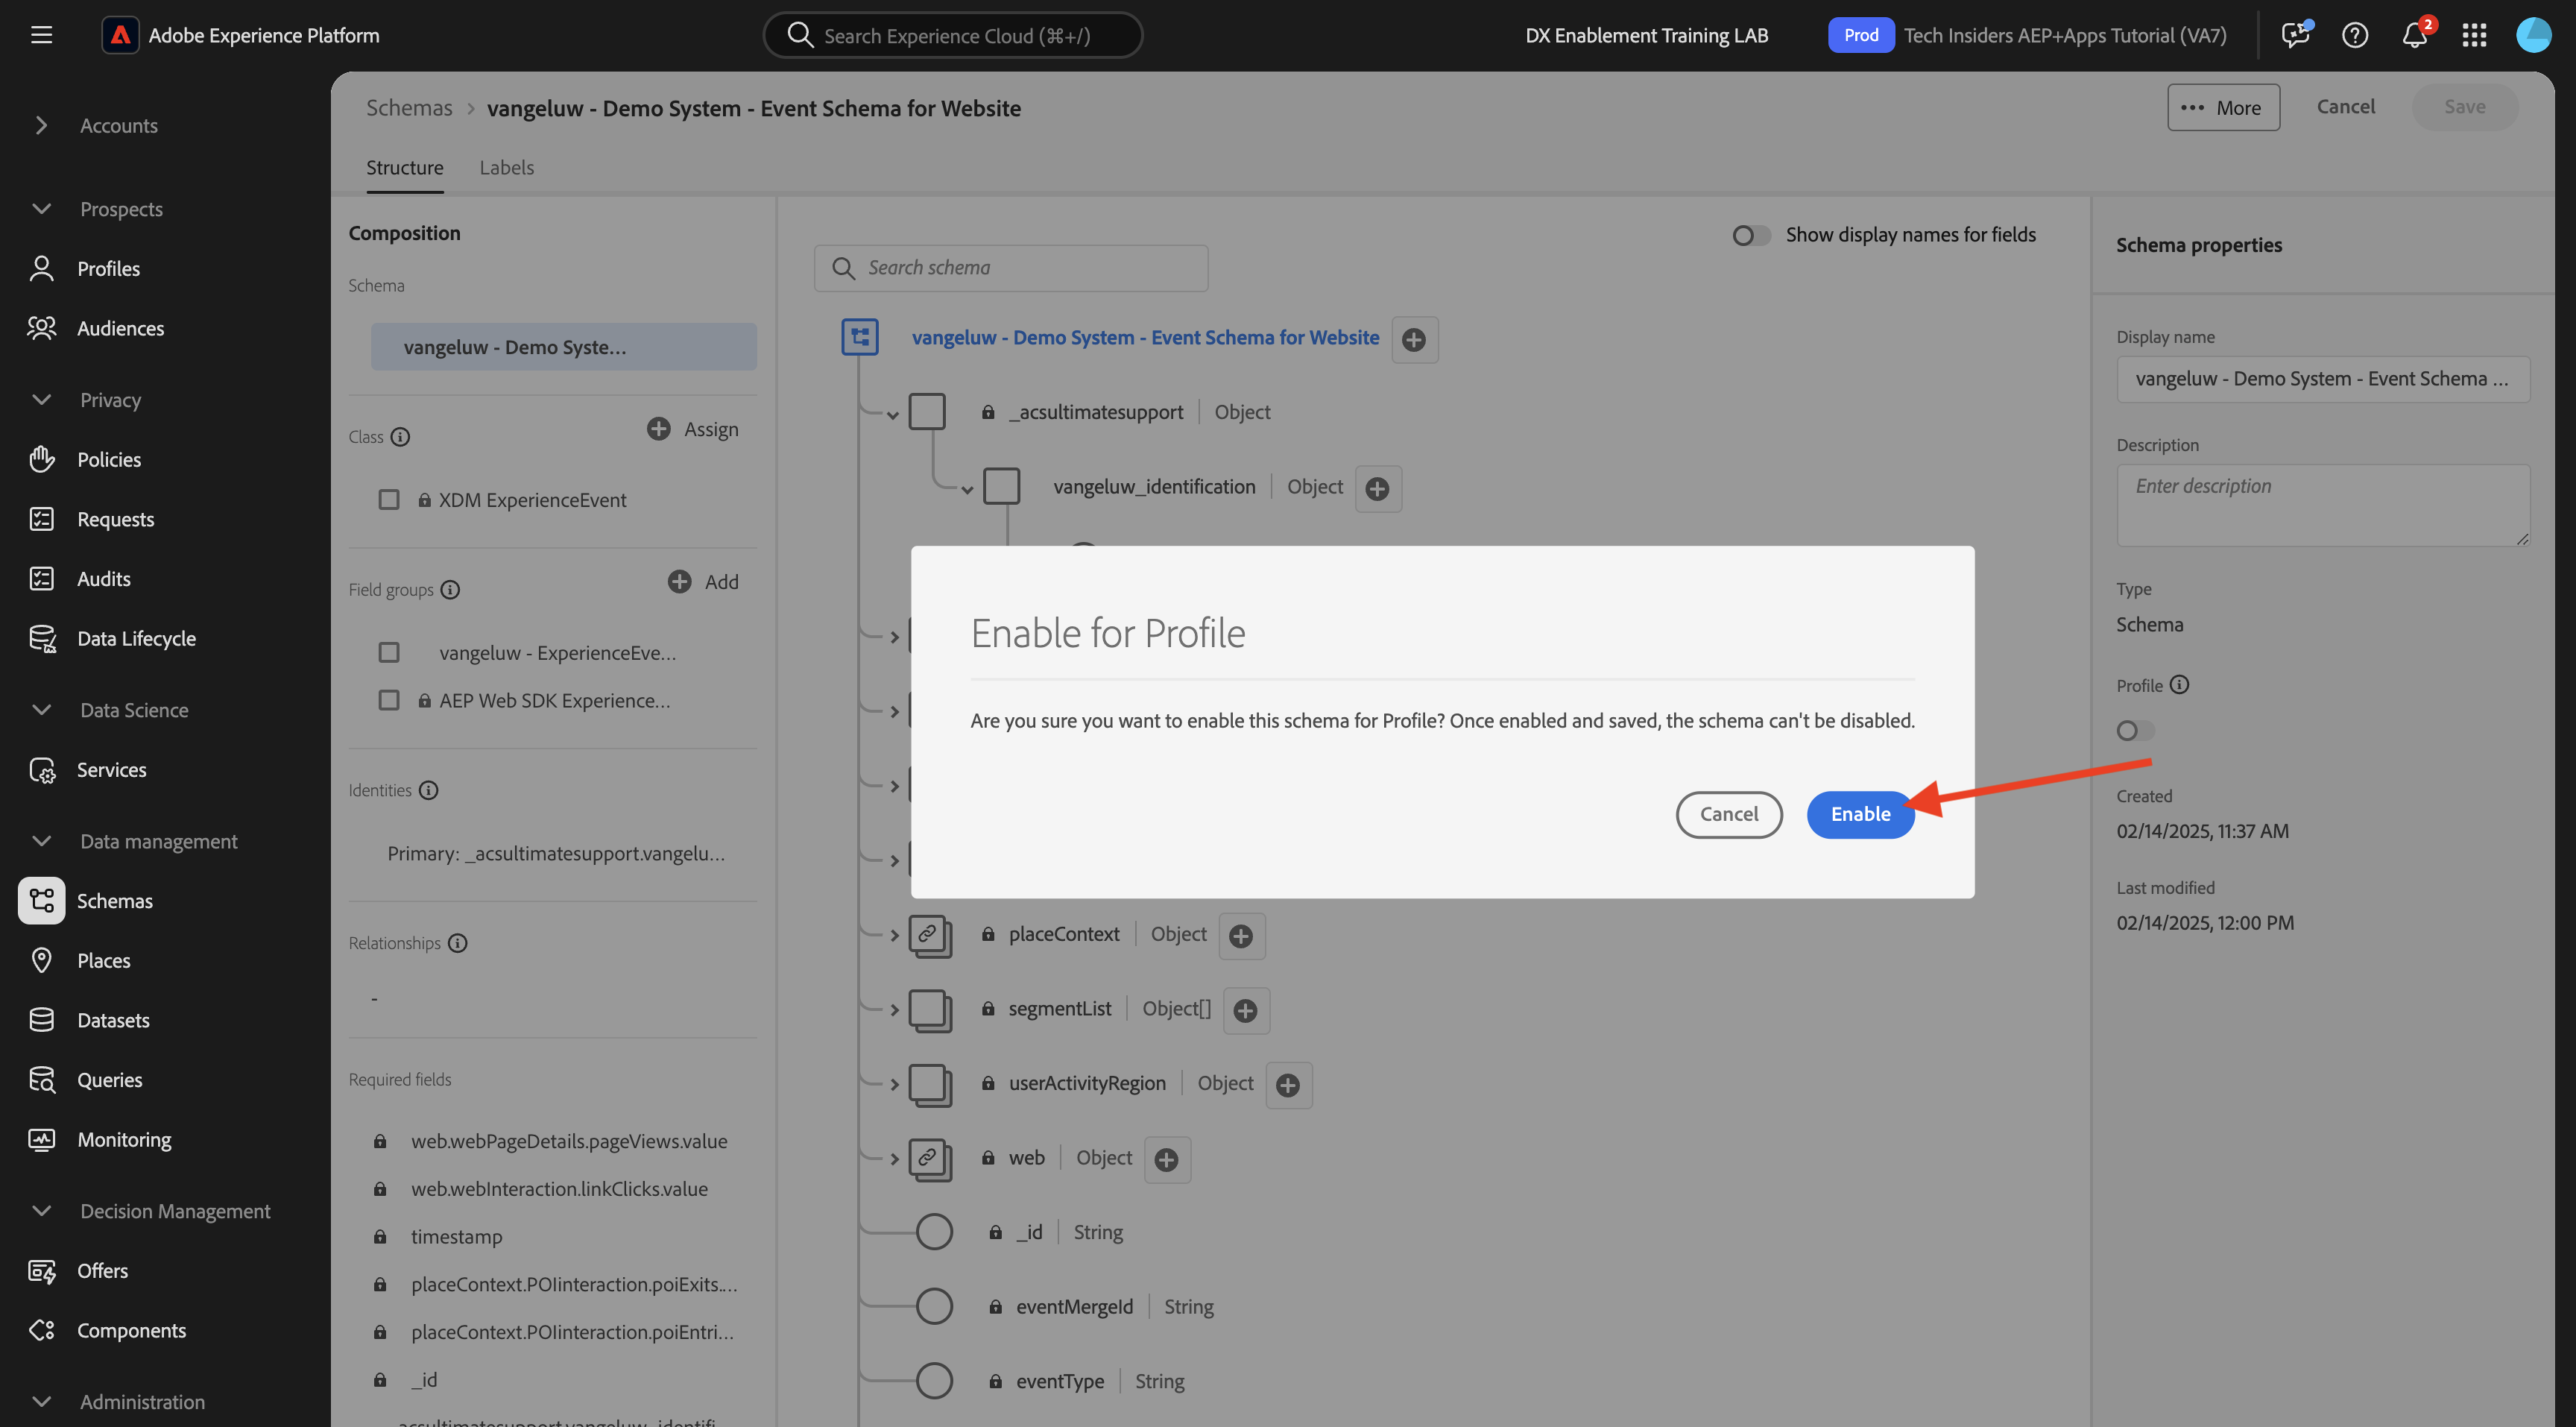 Adobe Experience Platform
Search Experience Cloud (⌘+/)
DX Enablement Training LAB
Prod
Tech Insiders AEP+Apps Tutorial (VA7)
2
Accounts
Prospects
Profiles
Audiences
Privacy
Policies
Requests
Audits
Data Lifecycle
Data Science
Services
Data management
Schemas
Places
Datasets
Queries
Monitoring
Decision Management
Offers
Components
Administration
Schemas > vangeluw - Demo System - Event Schema for Website
More
Cancel
Save
Structure
Labels
Composition
Schema
vangeluw - Demo Syste...
Class
Assign
XDM ExperienceEvent
Field groups
Add
vangeluw - ExperienceEve...
AEP Web SDK Experience...
Identities
Primary: _acsultimatesupport.vangelu...
Relationships
-
Required fields
web.webPageDetails.pageViews.value
web.webInteraction.linkClicks.value
timestamp
placeContext.POIinteraction.poiExits....
placeContext.POIinteraction.poiEntri...
_id
Show display names for fields
Search schema
vangeluw - Demo System - Event Schema for Website
_acsultimatesupport | Object
vangeluw_identification | Object
Enable for Profile
Are you sure you want to enable this schema for Profile? Once enabled and saved, the schema can't be disabled.
Cancel
Enable
placeContext | Object
segmentList | Object[]
userActivityRegion | Object
web | Object
_id | String
eventMergeId | String
eventType | String
Schema properties
Display name
vangeluw - Demo System - Event Schema ...
Description
Enter description
Type
Schema
Profile
Created
02/14/2025, 11:37 AM
Last modified
02/14/2025, 12:00 PM